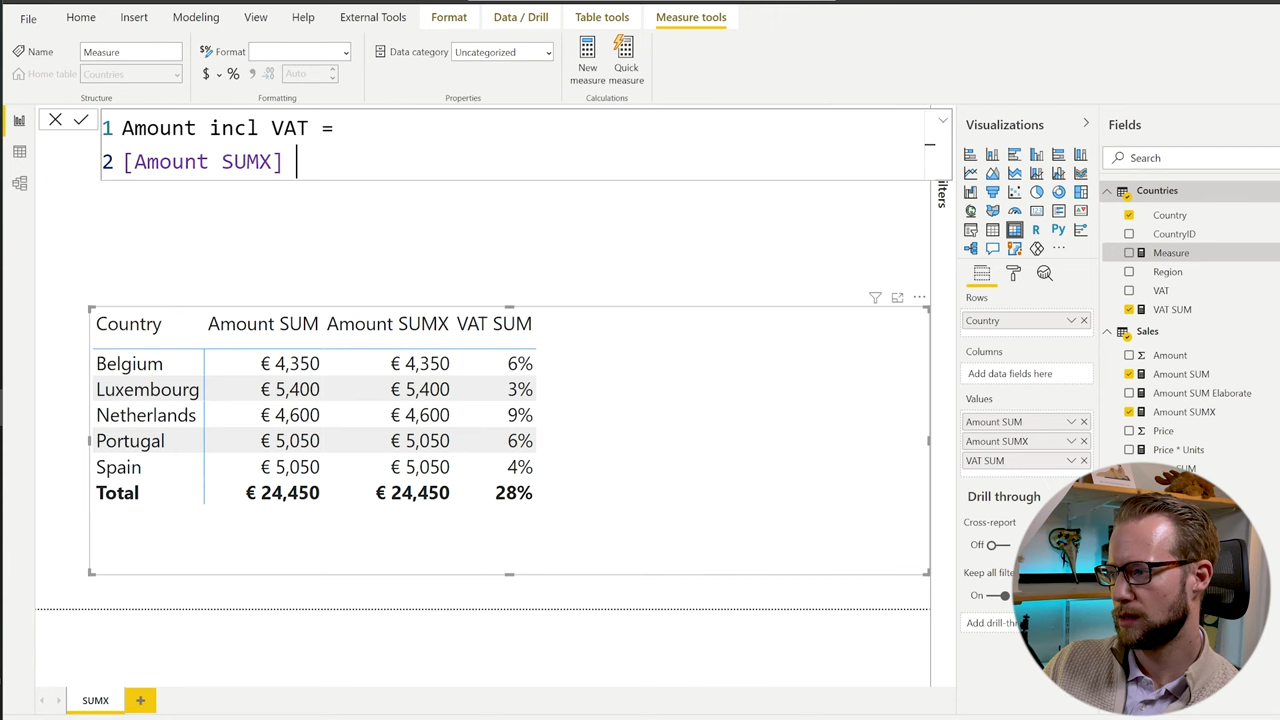 File Home Insert Modeling View Help External Tools Format Data / Drill Table tools Measure tools
Name Measure
Home table Countries
Structure
Format
$ % 9 Auto
Formatting
Data category Uncategorized
Properties
New measure
Quick measure
Calculations
1 Amount incl VAT =
2 [Amount SUMX]
Filters
Country Amount SUM Amount SUMX VAT SUM
Belgium € 4,350 € 4,350 6%
Luxembourg € 5,400 € 5,400 3%
Netherlands € 4,600 € 4,600 9%
Portugal € 5,050 € 5,050 6%
Spain € 5,050 € 5,050 4%
Total € 24,450 € 24,450 28%
Visualizations
R Py
Rows
Country
Columns
Add data fields here
Values
Amount SUM
Amount SUMX
VAT SUM
Drill through
Cross-report
Off
Keep all
On
Fields
Search
Countries
Country
CountryID
Measure
Region
VAT
VAT SUM
Sales
Σ Amount
Amount SUM
Amount SUM Elaborate
Amount SUMX
Σ Price
Price * Units
SUM
SUMX